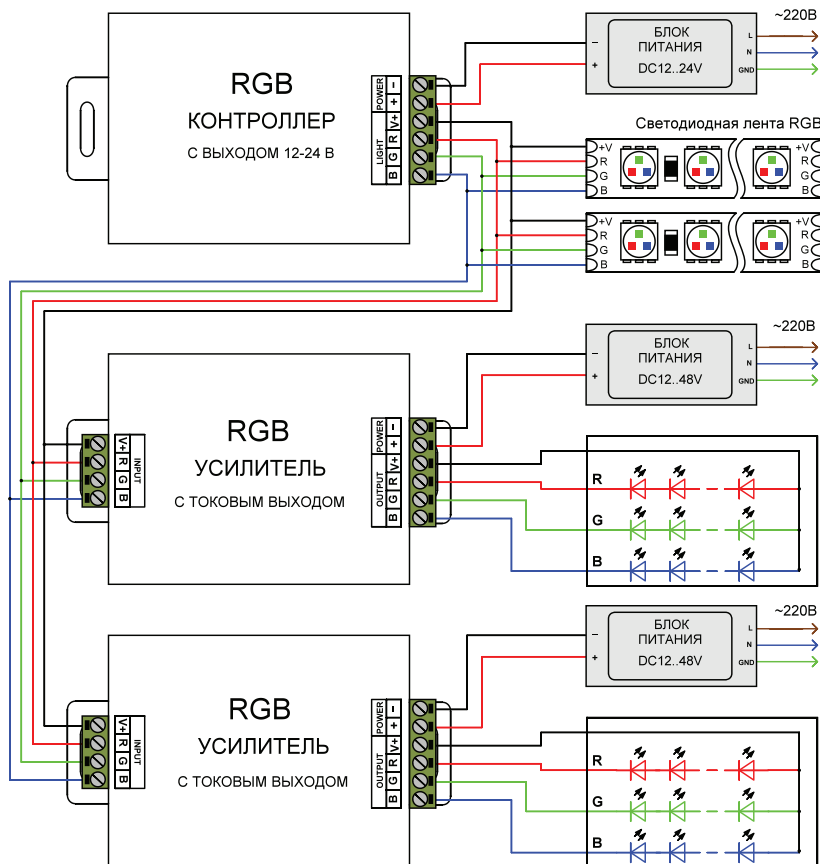 RGB
КОНТРОЛЛЕР
С ВЫХОДОМ 12-24 В
POWER
LIGHT
–
+
V+
R
G
B
–
+
БЛОК
ПИТАНИЯ
DC12..24V
L
N
GND
~220В
Светодиодная лента RGB
+V
R
G
B
+V
R
G
B
+V
R
G
B
+V
R
G
B
RGB
УСИЛИТЕЛЬ
С ТОКОВЫМ ВЫХОДОМ
V+
R
G
B
INPUT
POWER
OUTPUT
–
+
V+
R
G
B
–
+
БЛОК
ПИТАНИЯ
DC12..48V
L
N
GND
~220В
R
G
B
RGB
УСИЛИТЕЛЬ
С ТОКОВЫМ ВЫХОДОМ
V+
R
G
B
INPUT
POWER
OUTPUT
–
+
V+
R
G
B
–
+
БЛОК
ПИТАНИЯ
DC12..48V
L
N
GND
~220В
R
G
B